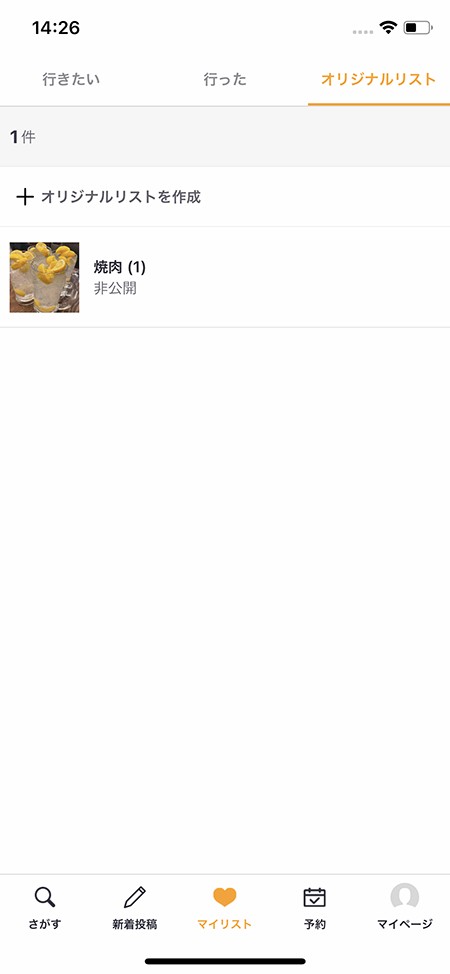 14:26
行きたい 行った オリジナルリスト
1件
オリジナルリストを作成
焼肉 (1)
非公開
さがす 新着投稿 マイリスト 予約 マイページ